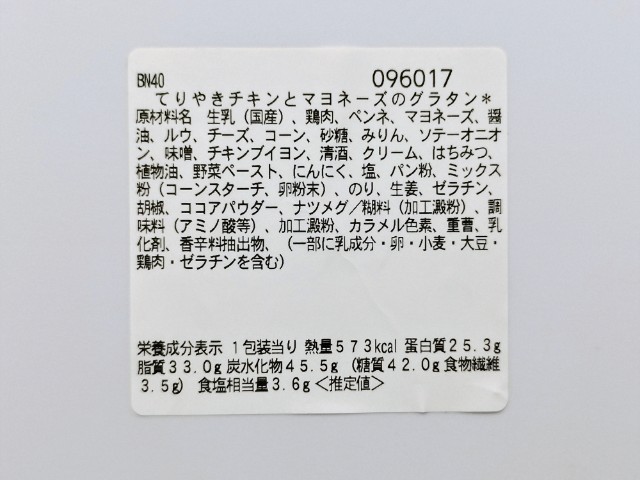 BN40 096017
てりやきチキンとマヨネーズのグラタン*
原材料名 生乳（国産）、鶏肉、ペンネ、マヨネーズ、醤
油、ルウ、チーズ、コーン、砂糖、みりん、ソテーオニオ
ン、味噌、チキンブイヨン、清酒、クリーム、はちみつ、
植物油、野菜ペースト、にんにく、塩、パン粉、ミックス
粉（コーンスターチ、卵粉末）、のり、生姜、ゼラチン、
胡椒、ココアパウダー、ナツメグ／糊料（加工澱粉）、調
味料（アミノ酸等）、加工澱粉、カラメル色素、重曹、乳
化剤、香辛料抽出物、（一部に乳成分・卵・小麦・大豆・
鶏肉・ゼラチンを含む）
栄養成分表示 1包装当り 熱量573kcal 蛋白質25.3g
脂質33.0g 炭水化物45.5g （糖質42.0g 食物繊維
3.5g） 食塩相当量3.6g＜推定値＞